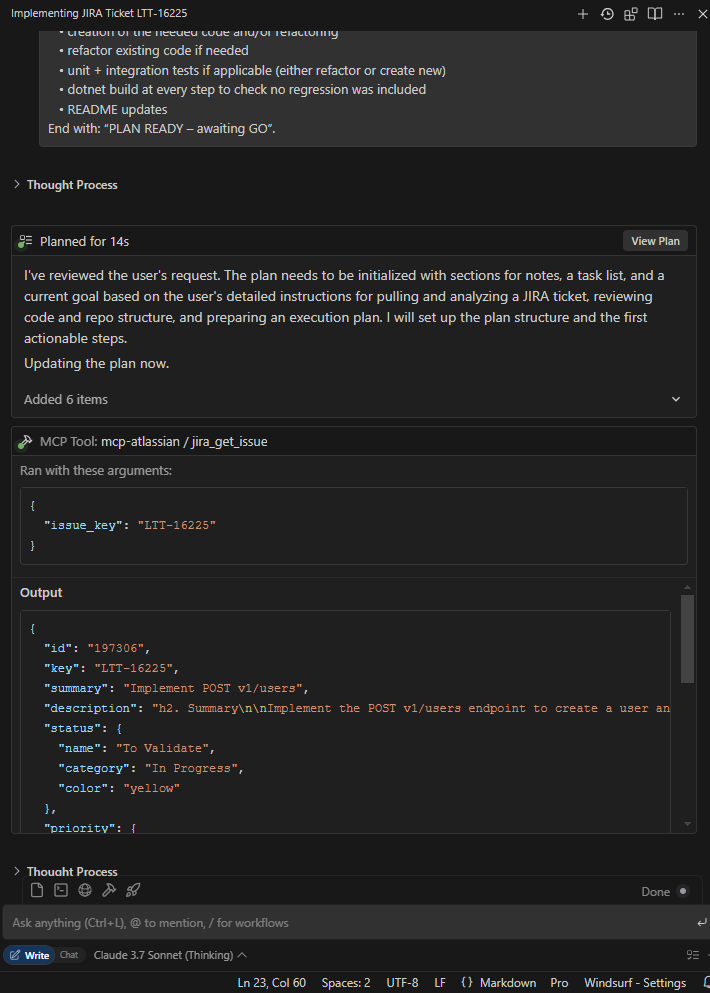 Implementing JIRA Ticket LTT-16225
• creation of the needed code and/or refactoring
• refactor existing code if needed
• unit + integration tests if applicable (either refactor or create new)
• dotnet build at every step to check no regression was included
• README updates
End with: “PLAN READY – awaiting GO”.
Thought Process
Planned for 14s
View Plan
I've reviewed the user's request. The plan needs to be initialized with sections for notes, a task list, and a
current goal based on the user's detailed instructions for pulling and analyzing a JIRA ticket, reviewing
code and repo structure, and preparing an execution plan. I will set up the plan structure and the first
actionable steps.
Updating the plan now.
Added 6 items
MCP Tool: mcp-atlassian / jira_get_issue
Ran with these arguments:
{
"issue_key": "LTT-16225"
}
Output
{
"id": "197306",
"key": "LTT-16225",
"summary": "Implement POST v1/users",
"description": "h2. Summary\n\nImplement the POST v1/users endpoint to create a user an
"status": {
"name": "To Validate",
"category": "In Progress",
"color": "yellow"
},
"priority": {
Thought Process
Done
Ask anything (Ctrl+L), @ to mention, / for workflows
Write Chat Claude 3.7 Sonnet (Thinking)
Ln 23, Col 60 Spaces: 2 UTF-8 LF {} Markdown Pro Windsurf - Settings